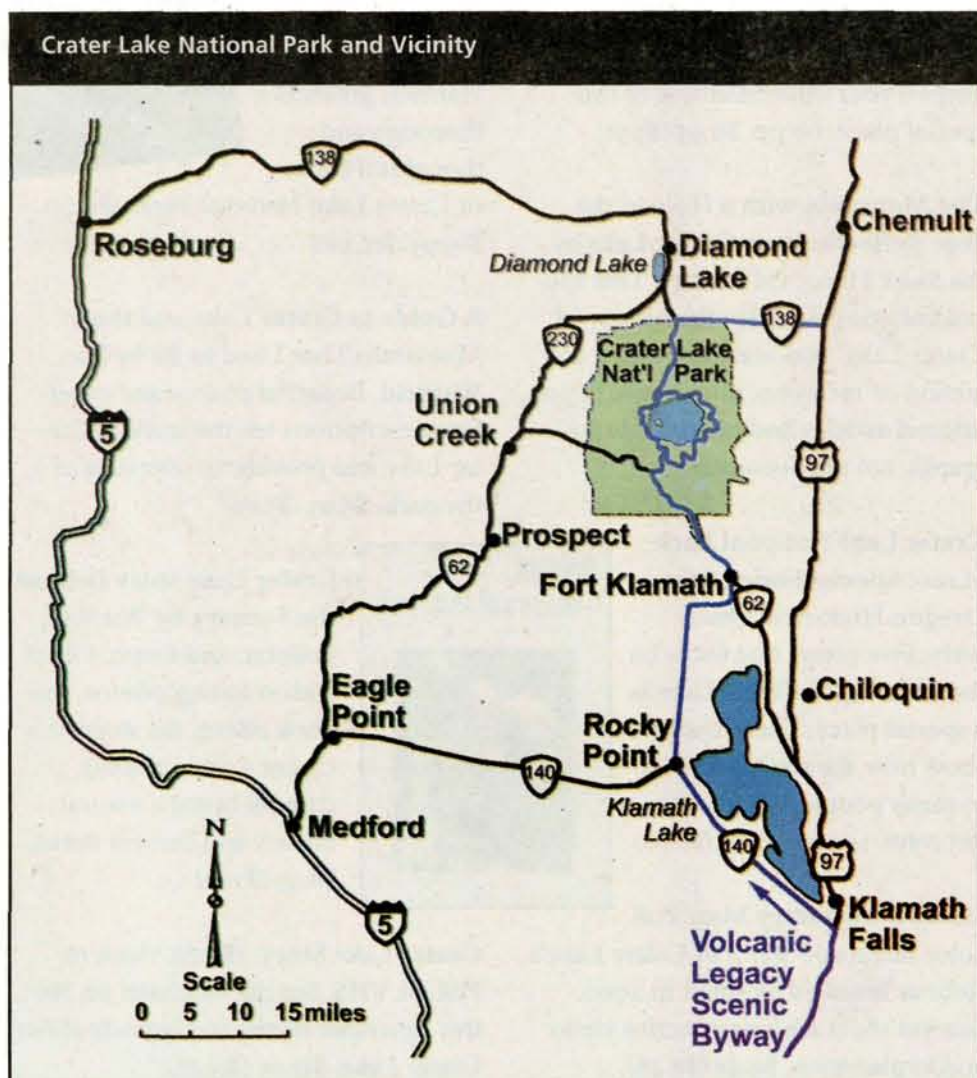 Crater Lake National Park and Vicinity
138
Roseburg
Chemult
Diamond Lake
Diamond
Lake
138
230
Crater Lake
Nat'l Park
5
Union
Creek
97
Prospect
62
Fort Klamath
62
Eagle
Point
Chiloquin
Rocky
Point
140
Klamath
Lake
Medford
N
140
97
Klamath
Falls
5
Volcanic
Legacy
Scenic
Byway
Scale
0 5 10 15 miles